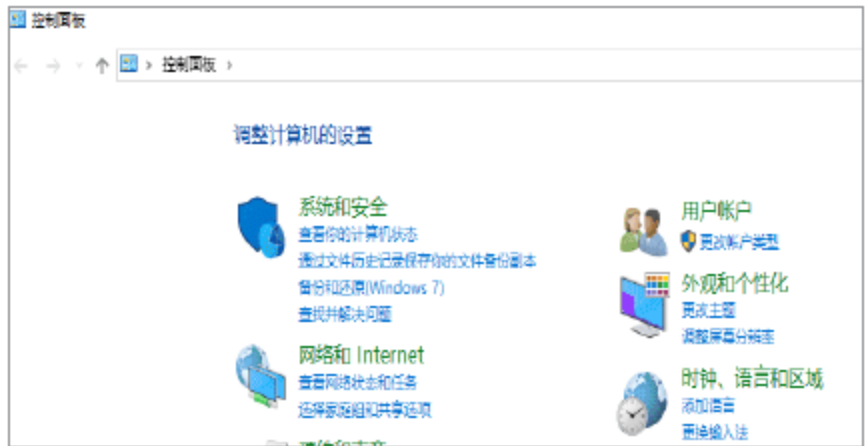 控制面板
控制面板
调整计算机的设置
系统和安全
查看你的计算机状态
通过文件历史记录保存你的文件备份副本
备份和还原(Windows 7)
查找并解决问题
网络和 Internet
查看网络状态和任务
选择家庭组和共享选项
硬件和声音
用户帐户
更改帐户类型
外观和个性化
更改主题
调整屏幕分辨率
时钟、语言和区域
添加语言
更换输入法